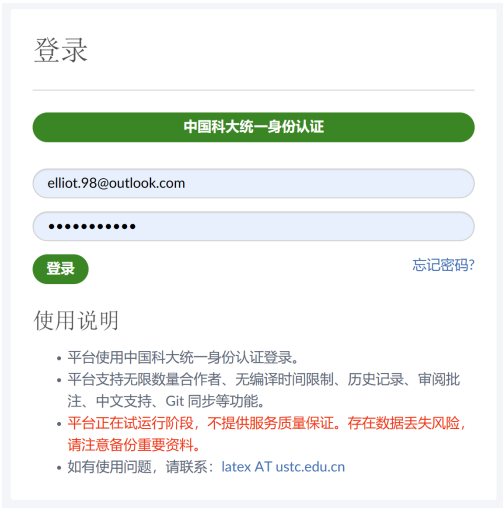 登录
中国科大统一身份认证
elliot.98@outlook.com
•••••••••••
登录
忘记密码?
使用说明
• 平台使用中国科大统一身份认证登录。
• 平台支持无限数量合作者、无编译时间限制、历史记录、审阅批
注、中文支持、Git 同步等功能。
• 平台正在试运行阶段，不提供服务质量保证。存在数据丢失风险，
请注意备份重要资料。
• 如有使用问题，请联系：latex AT ustc.edu.cn